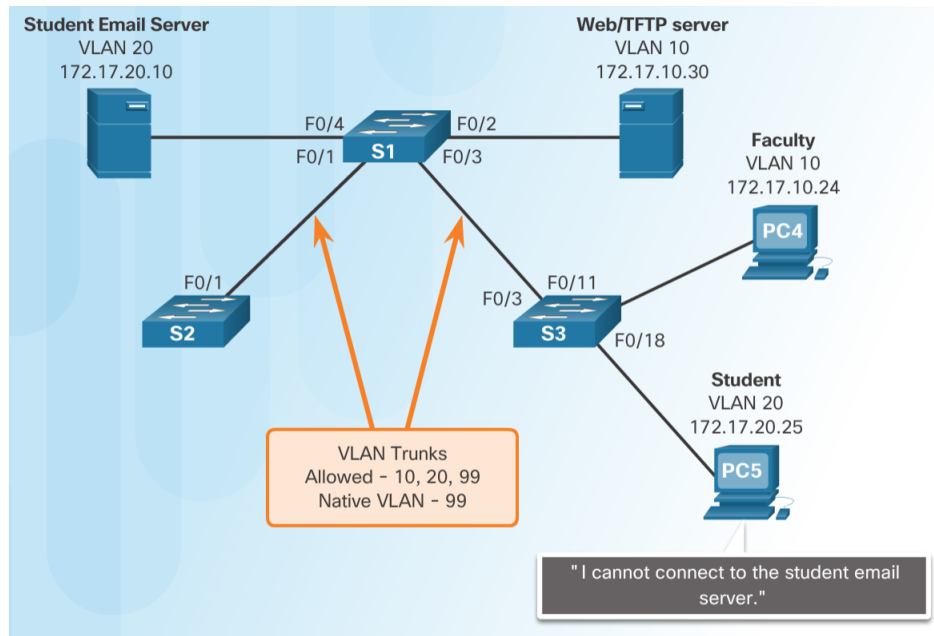 Student Email Server
VLAN 20
172.17.20.10
Web/TFTP server
VLAN 10
172.17.10.30
F0/4
F0/2
F0/1
S1
F0/3
Faculty
VLAN 10
172.17.10.24
PC4
F0/1
S2
F0/3
F0/11
S3
F0/18
Student
VLAN 20
172.17.20.25
PC5
VLAN Trunks
Allowed - 10, 20, 99
Native VLAN - 99
"I cannot connect to the student email
server."